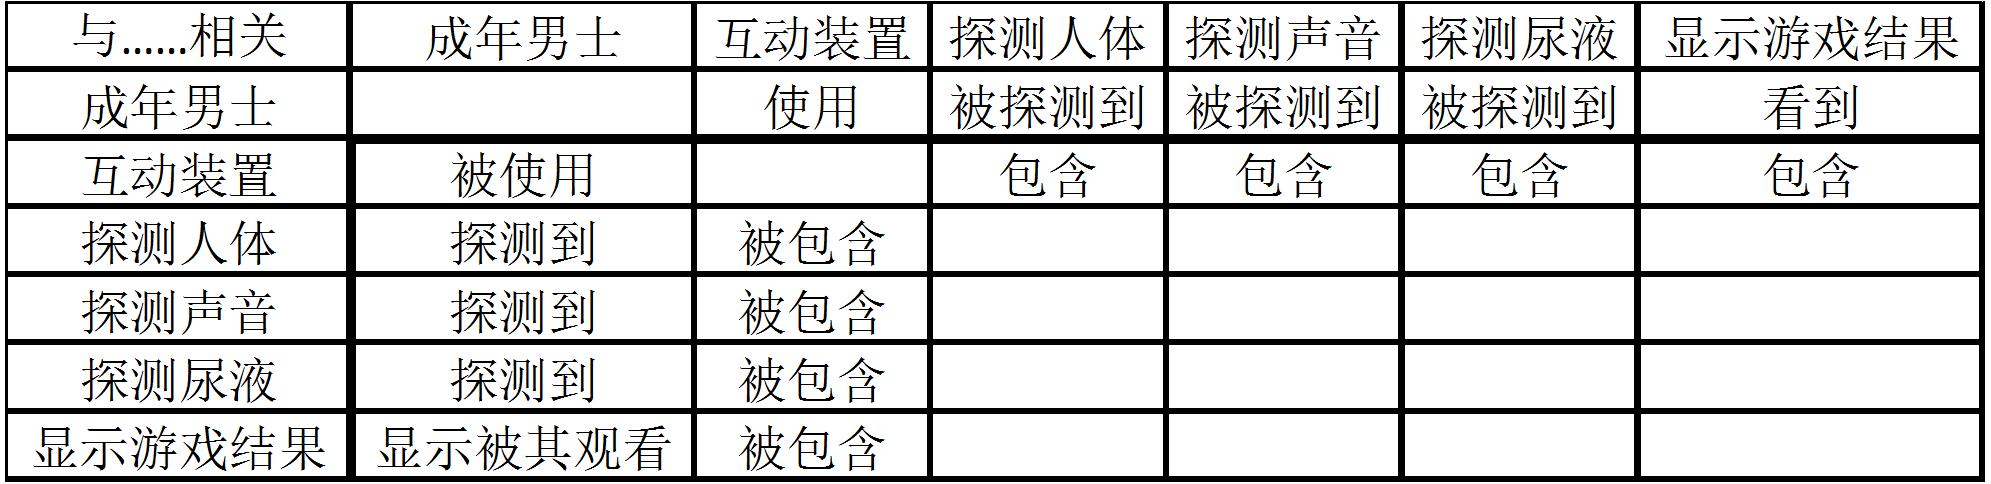 与……相关 成年男士 互动装置 探测人体 探测声音 探测尿液 显示游戏结果
成年男士 使用 被探测到 被探测到 被探测到 看到
互动装置 被使用 包含 包含 包含 包含
探测人体 探测到 被包含
探测声音 探测到 被包含
探测尿液 探测到 被包含
显示游戏结果 显示被其观看 被包含